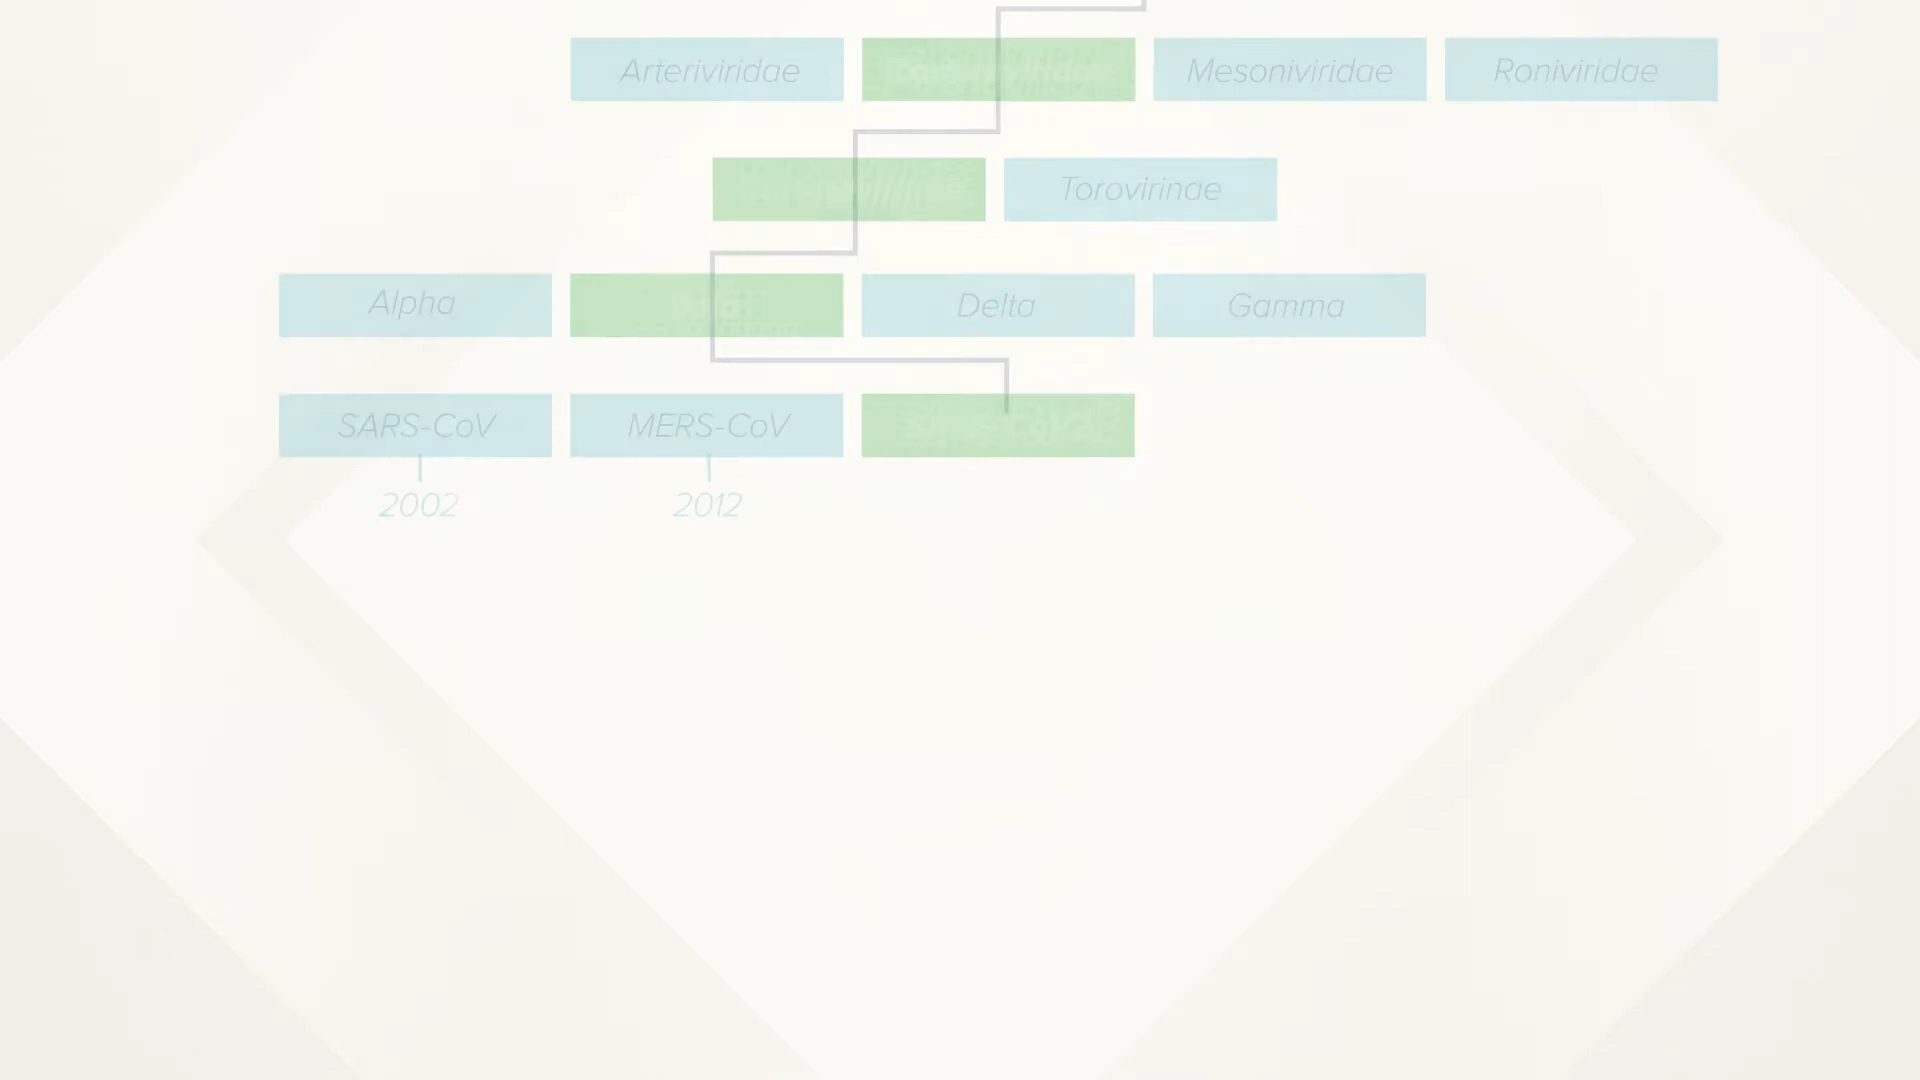 Arteriviridae
Mesoniviridae
Roniviridae
Torovirinae
Alpha
Delta
Gamma
SARS-CoV
MERS-CoV
2002
2012